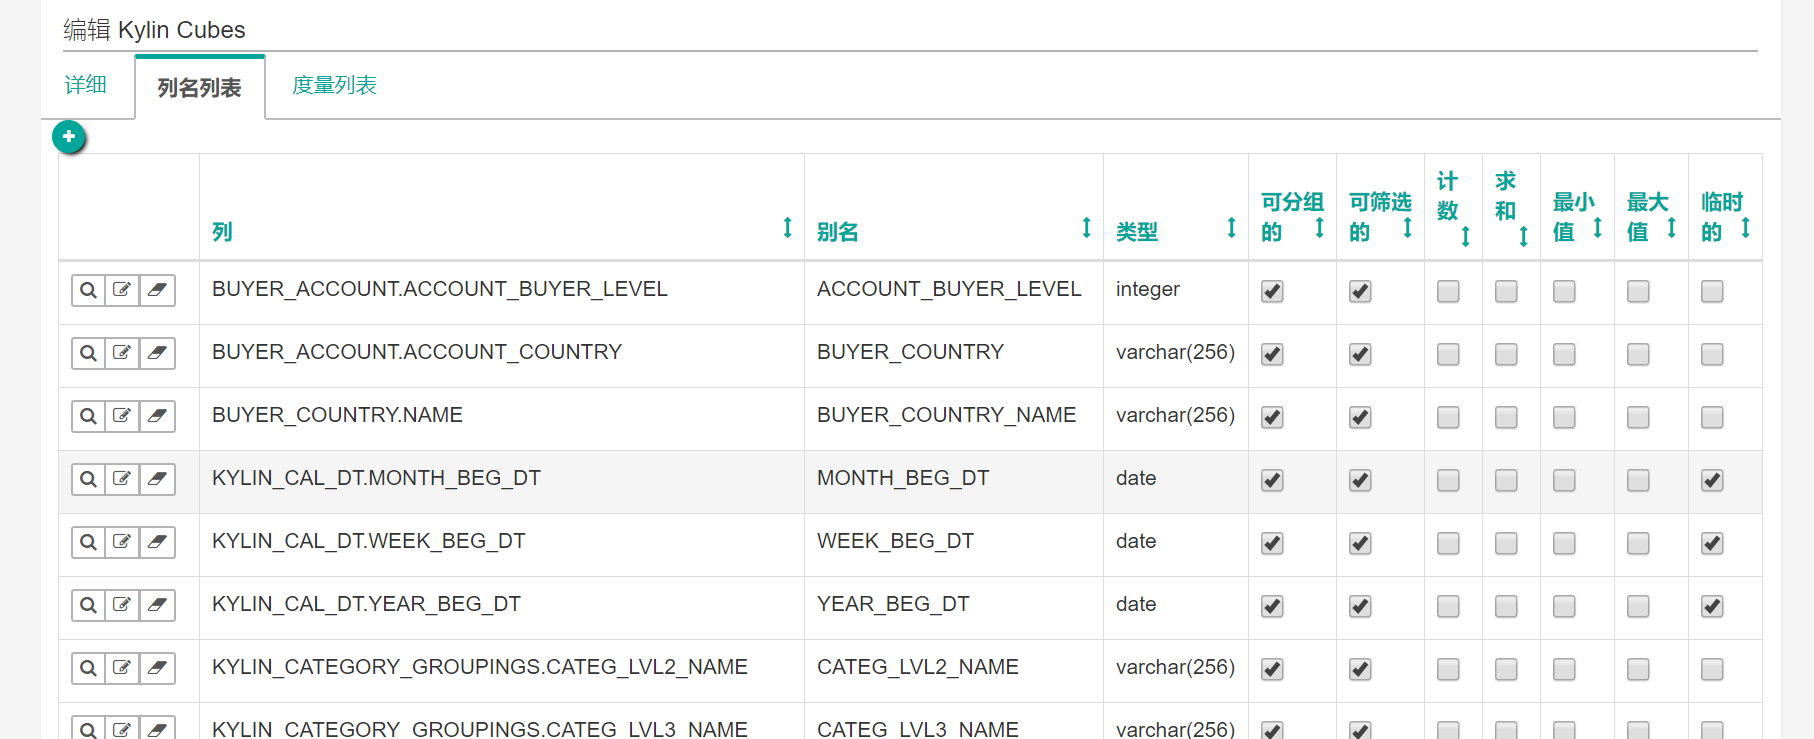 编辑 Kylin Cubes
详细 列名列表 度量列表
列 别名 类型 可分组的 可筛选的 计数 求和 最小值 最大值 临时的
BUYER_ACCOUNT.ACCOUNT_BUYER_LEVEL ACCOUNT_BUYER_LEVEL integer
BUYER_ACCOUNT.ACCOUNT_COUNTRY BUYER_COUNTRY varchar(256)
BUYER_COUNTRY.NAME BUYER_COUNTRY_NAME varchar(256)
KYLIN_CAL_DT.MONTH_BEG_DT MONTH_BEG_DT date
KYLIN_CAL_DT.WEEK_BEG_DT WEEK_BEG_DT date
KYLIN_CAL_DT.YEAR_BEG_DT YEAR_BEG_DT date
KYLIN_CATEGORY_GROUPINGS.CATEG_LVL2_NAME CATEG_LVL2_NAME varchar(256)
KYLIN_CATEGORY_GROUPINGS.CATEG_LVL3_NAME CATEG_LVL3_NAME varchar(256)